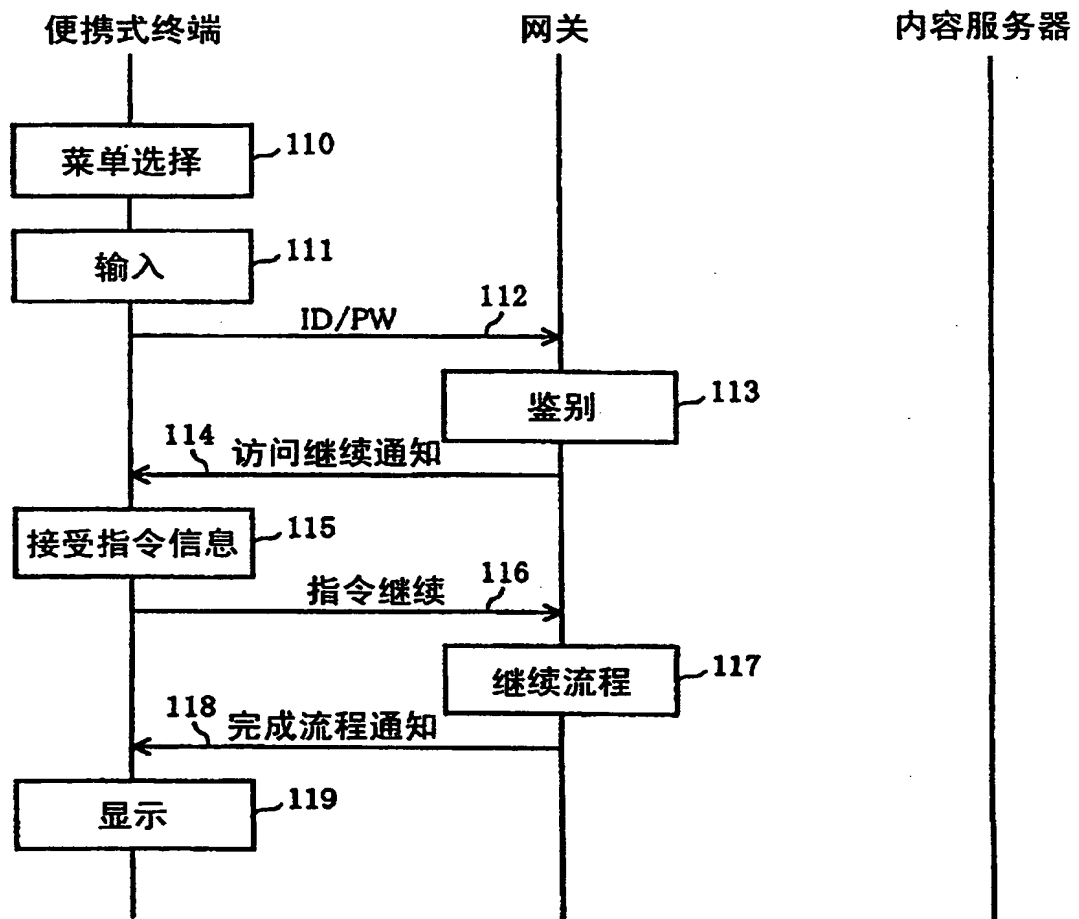 便携式终端 网关 内容服务器
菜单选择 110
输入 111
ID/PW 112
鉴别 113
114 访问继续通知
接受指令信息 115
指令继续 116
继续流程 117
118 完成流程通知
显示 119